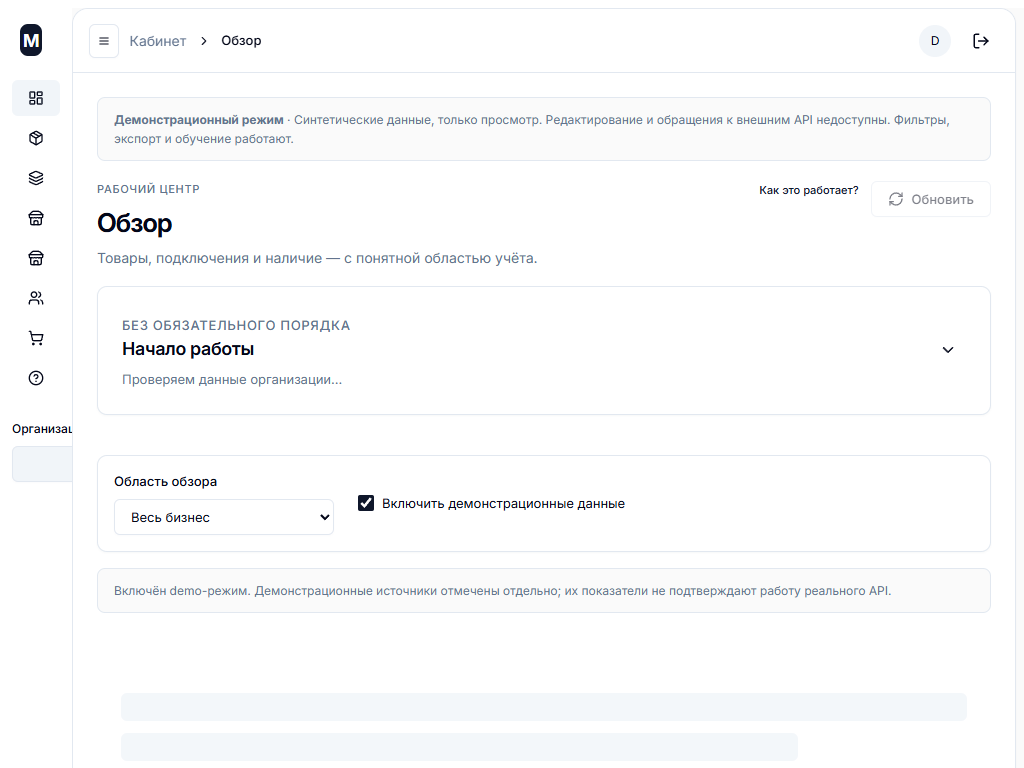 M
Кабинет
Обзор
D
Демонстрационный режим · Синтетические данные, только просмотр. Редактирование и обращения к внешним API недоступны. Фильтры,
экспорт и обучение работают.
РАБОЧИЙ ЦЕНТР
Как это работает?
Обновить
Обзор
Товары, подключения и наличие — с понятной областью учёта.
БЕЗ ОБЯЗАТЕЛЬНОГО ПОРЯДКА
Начало работы
Проверяем данные организации...
Организац
Область обзора
Весь бизнес
Включить демонстрационные данные
Включён demo-режим. Демонстрационные источники отмечены отдельно; их показатели не подтверждают работу реального API.